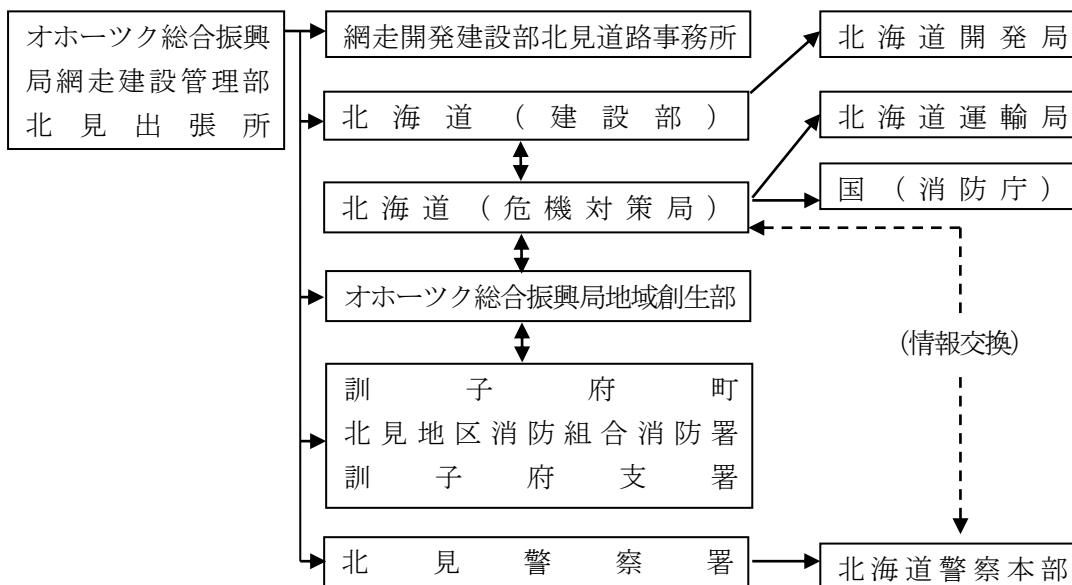 オホーツク総合振興
局網走建設管理部
北見出張所
網走開発建設部北見道路事務所
北海道開発局
北海道（建設部）
北海道運輸局
北海道（危機対策局）
国（消防庁）
オホーツク総合振興局地域創生部
(情報交換)
訓子府町
北見地区消防組合消防署
訓子府支署
北見警察署
北海道警察本部